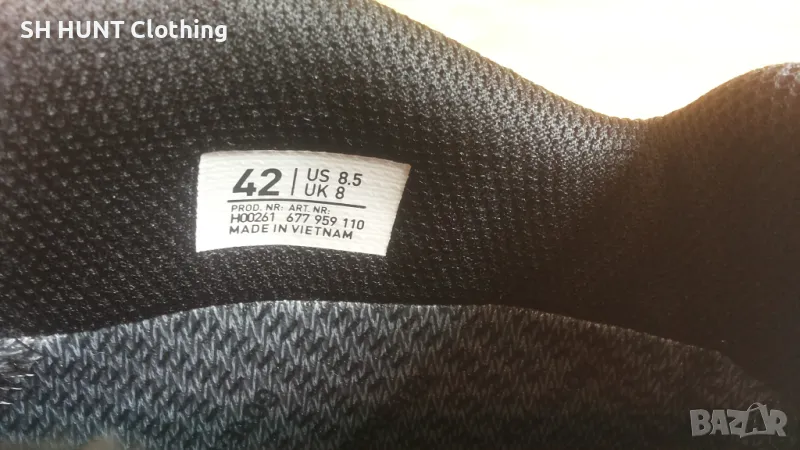 SH HUNT Clothing
42 | US 8.5
UK 8
PROD. NR: ART. NR:
H00261 677 959 110
MADE IN VIETNAM
BAZAR